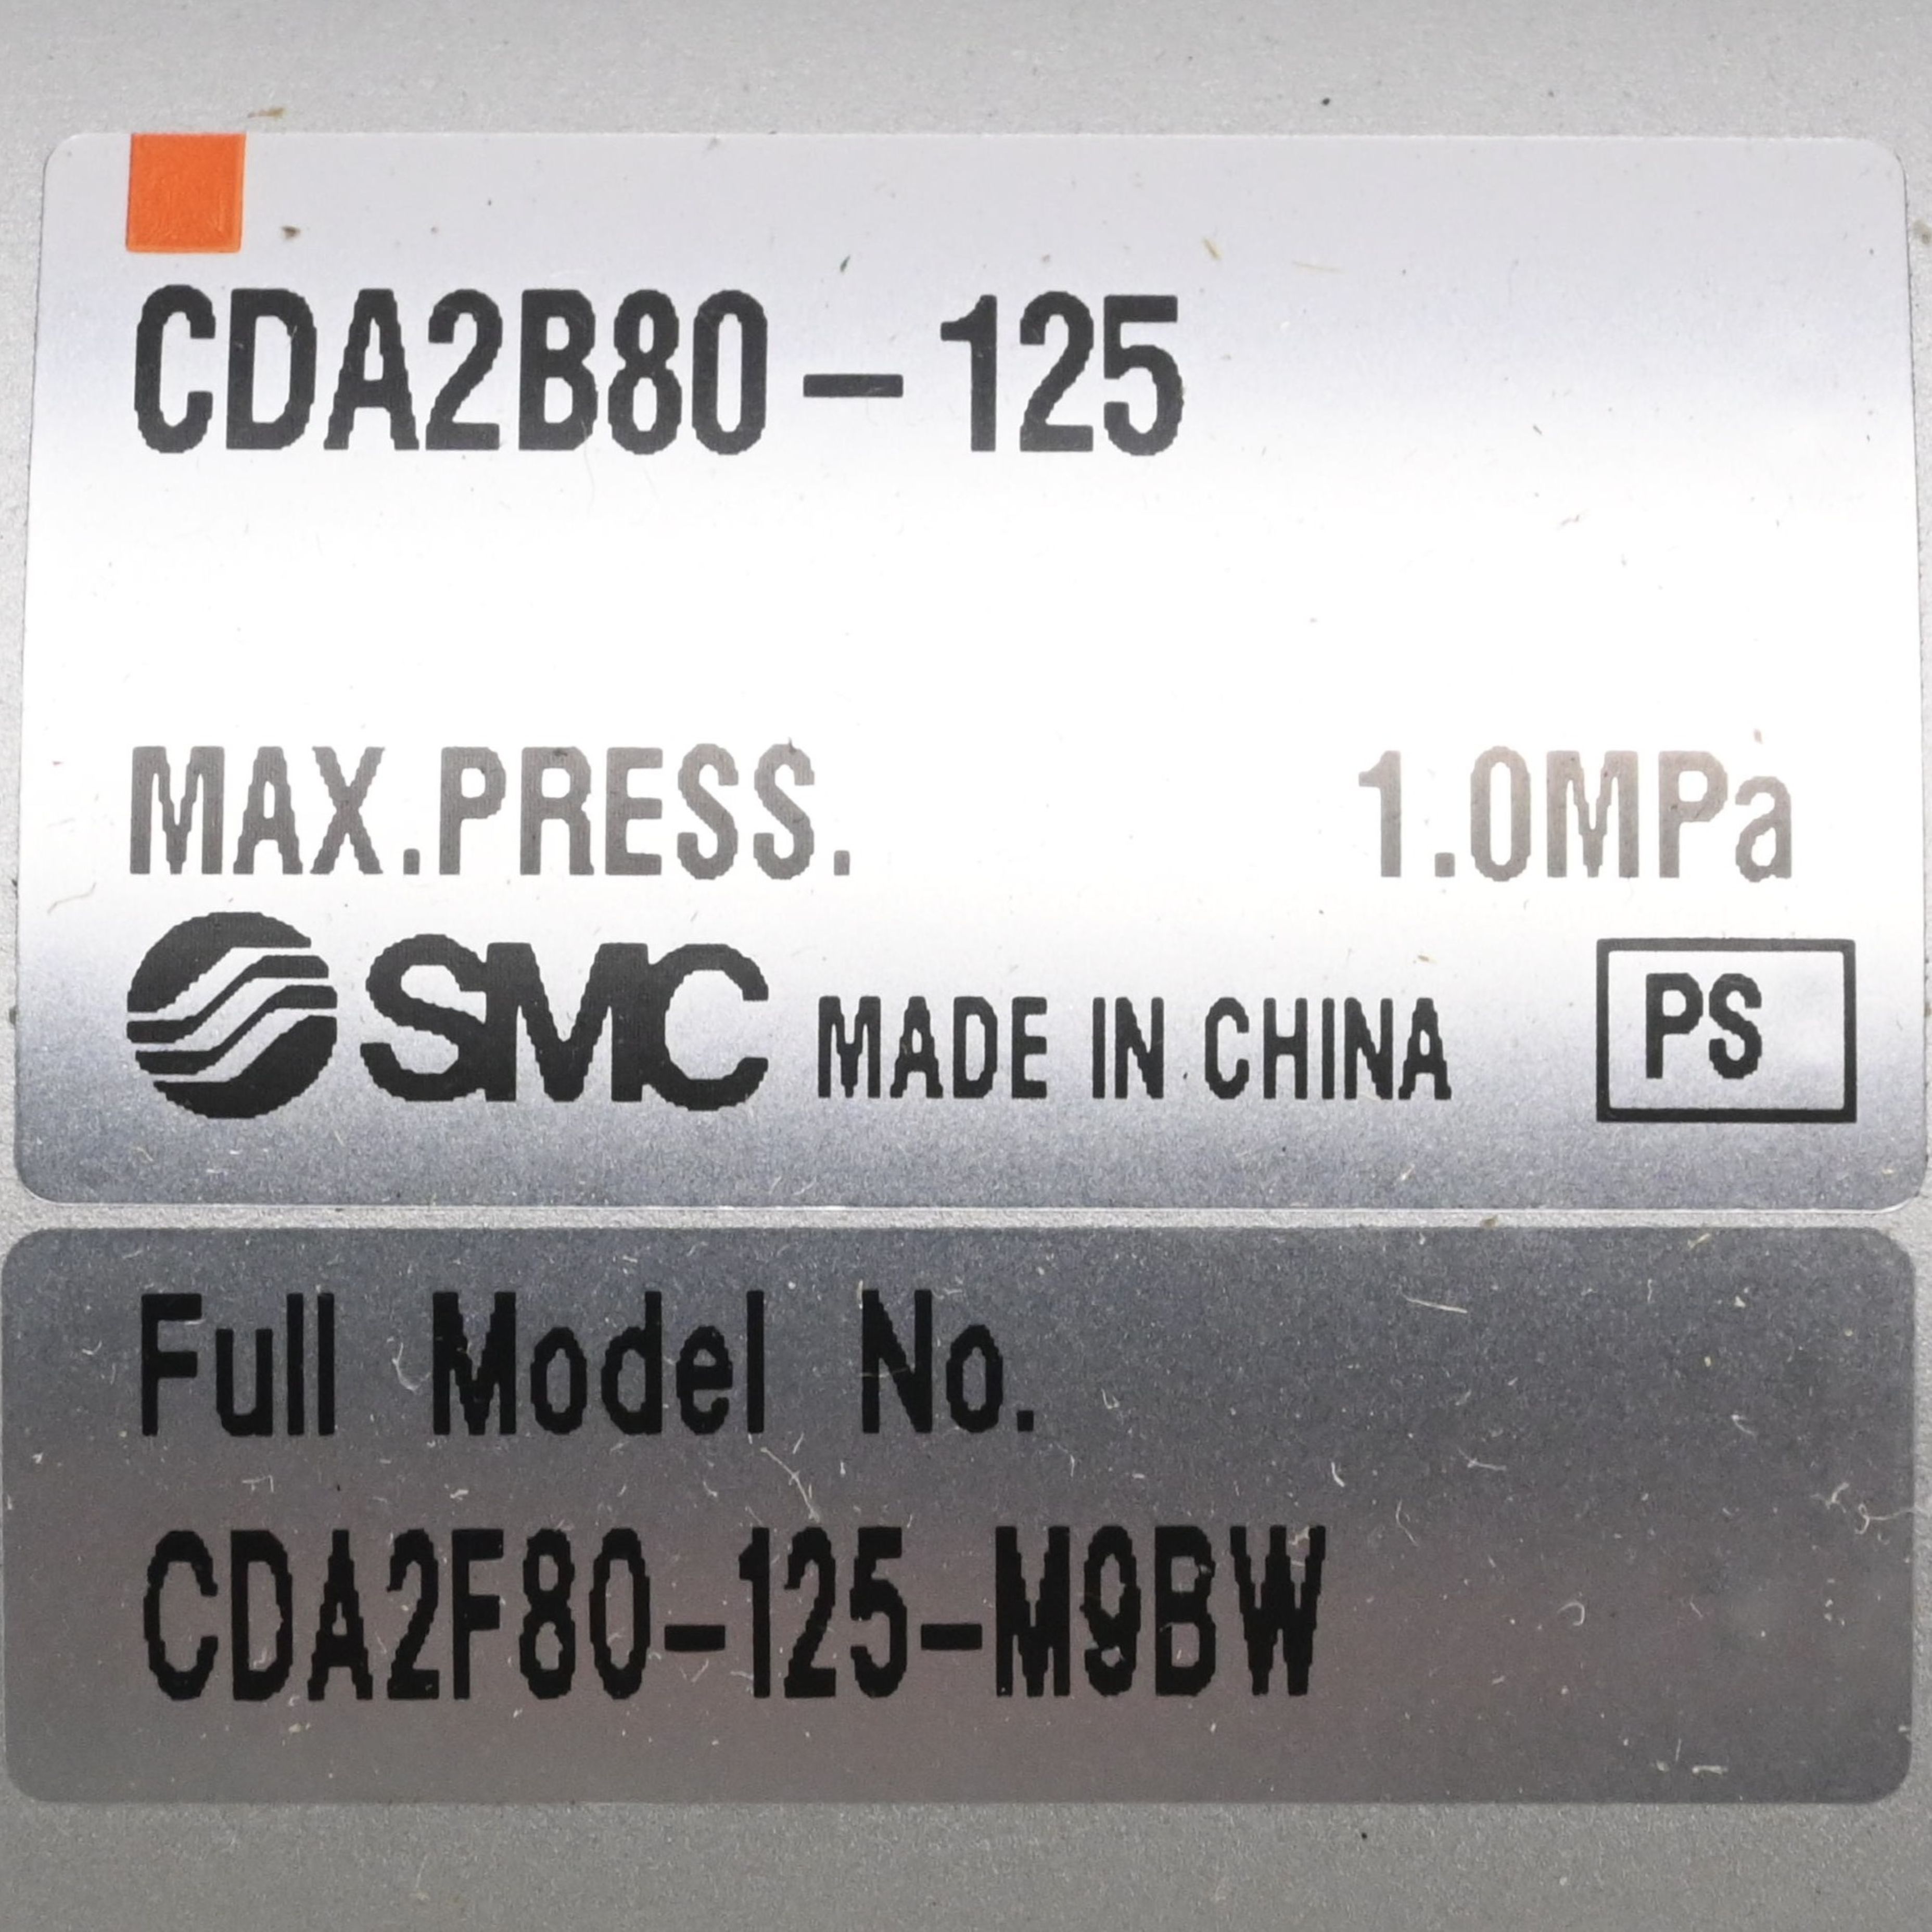 CDA2B80-125
MAX.PRESS. 1.0MPa
SMC MADE IN CHINA PS
Full Model No.
CDA2F80-125-M9BW